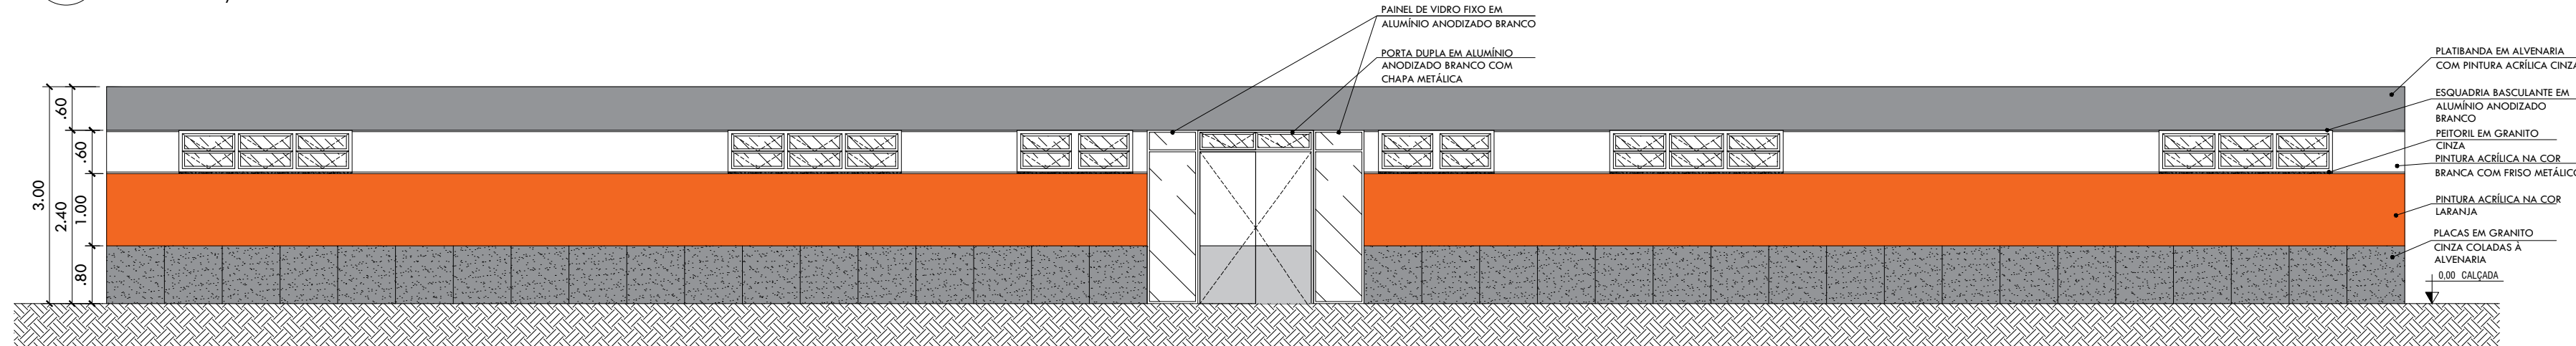 PAINEL DE VIDRO FIXO EM
ALUMÍNIO ANODIZADO BRANCO
PORTA DUPLA EM ALUMÍNIO
ANODIZADO BRANCO COM
CHAPA METÁLICA
PLATIBANDA EM ALVENARIA
COM PINTURA ACRÍLICA CINZA
ESQUADRIA BASCULANTE EM
ALUMÍNIO ANODIZADO
BRANCO
PEITORIL EM GRANITO
CINZA
PINTURA ACRÍLICA NA COR
BRANCA COM FRISO METÁLICO
PINTURA ACRÍLICA NA COR
LARANJA
PLACAS EM GRANITO
CINZA COLADAS À
ALVENARIA
0,00 CALÇADA
3.00
2.40
.60
.60
1.00
.80